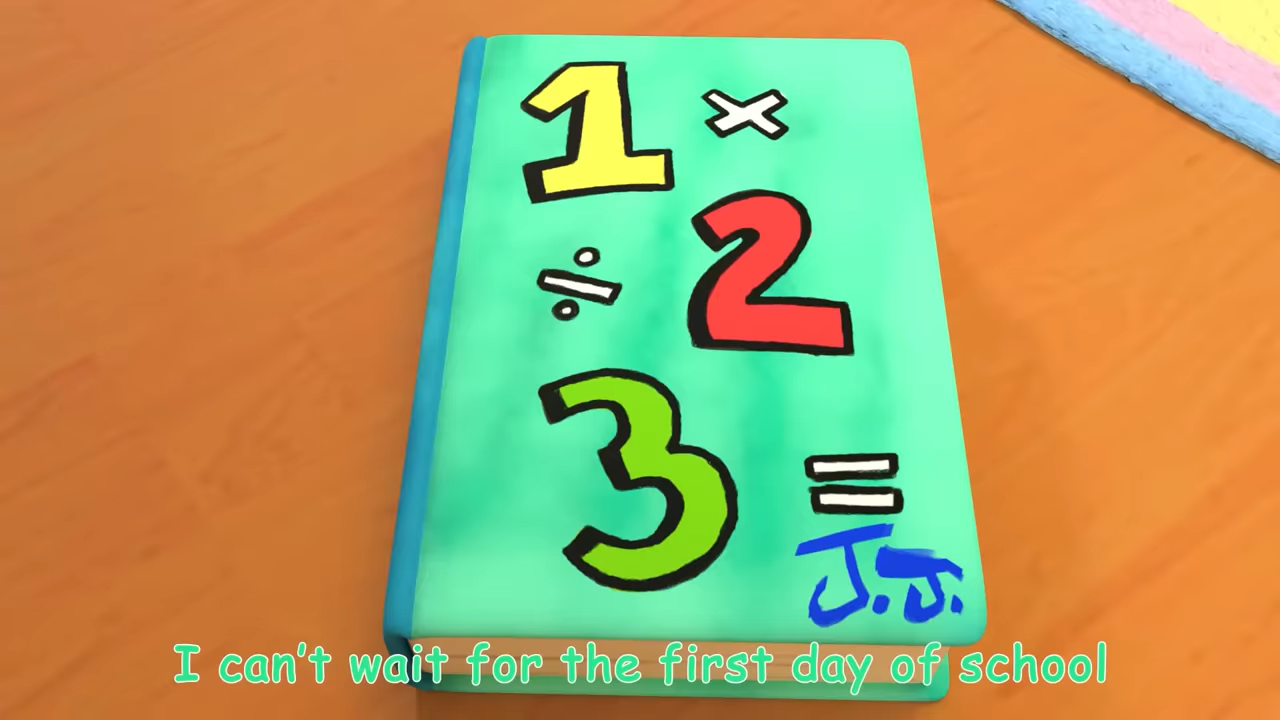 1 ×
÷ 2
3 =
J.J.
I can't wait for the first day of school